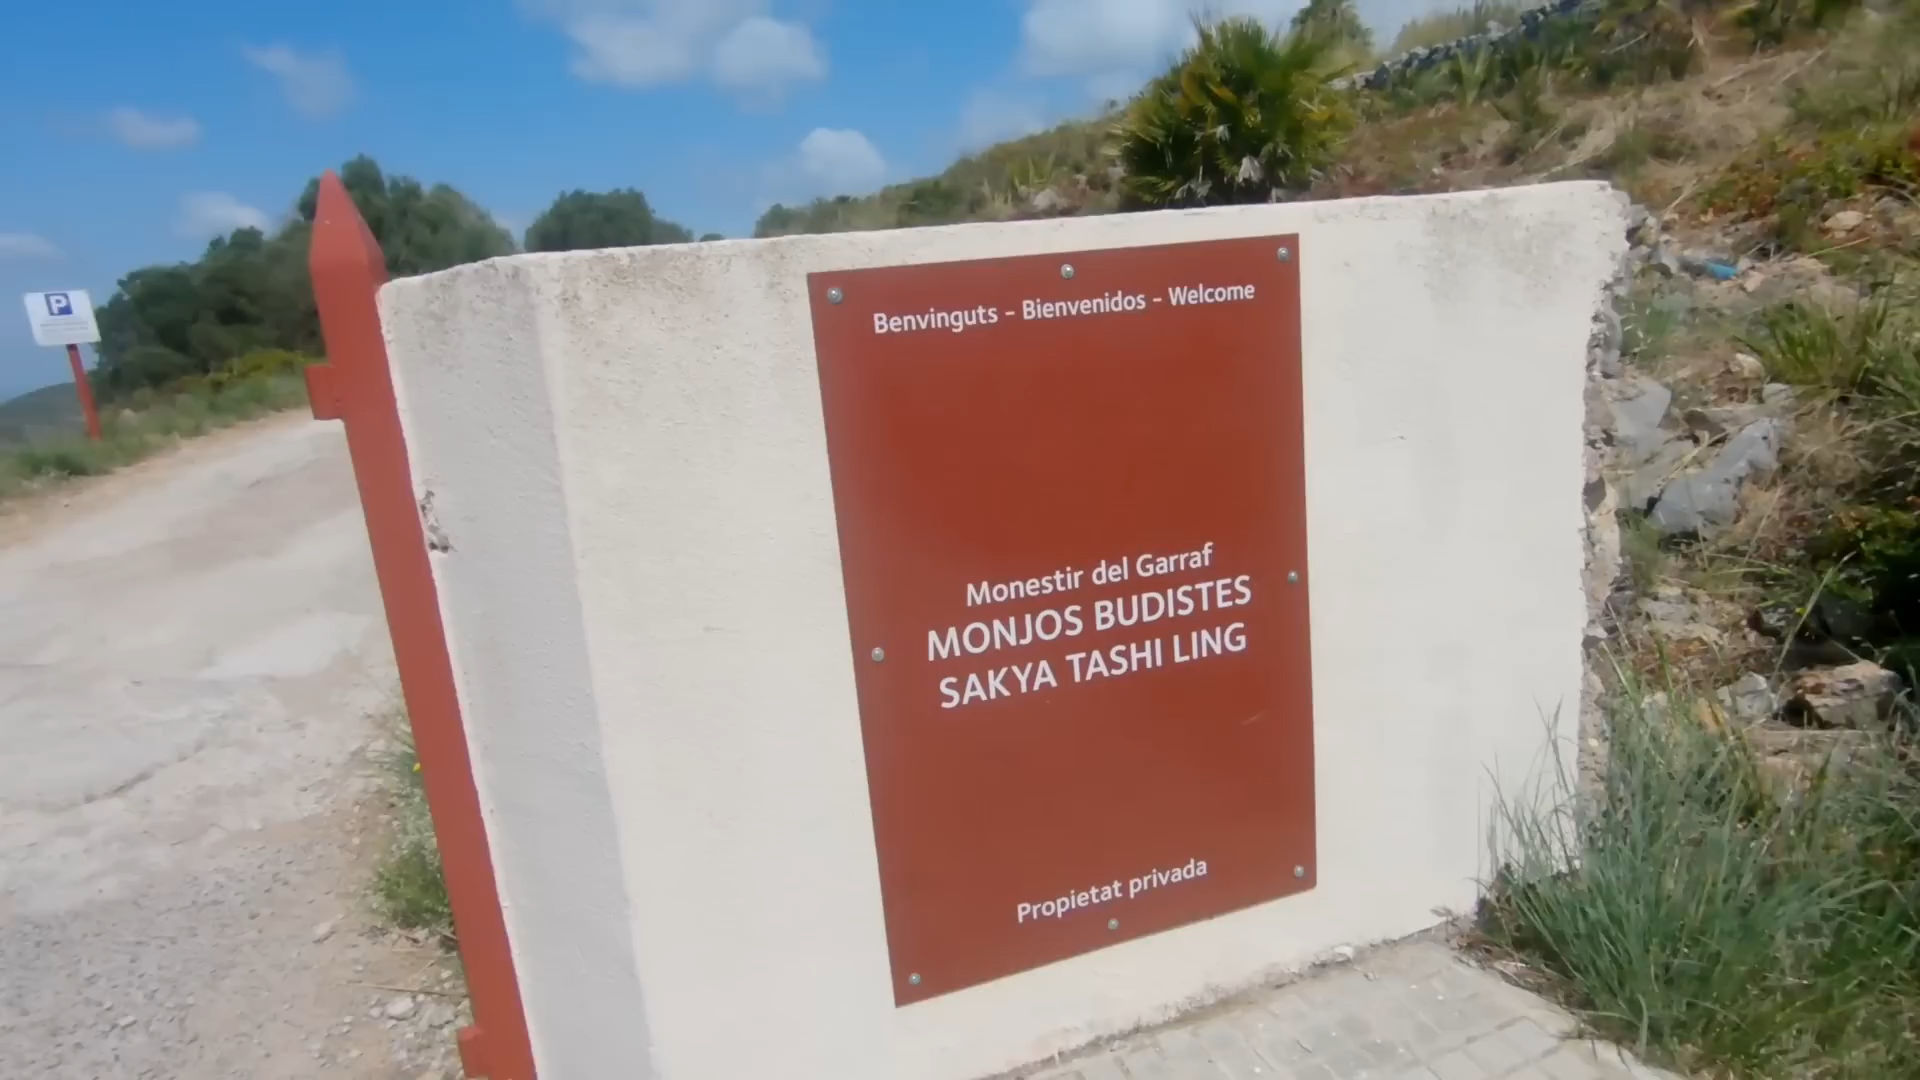 P
Benvinguts - Bienvenidos - Welcome
Monestir del Garraf
MONJOS BUDISTES
SAKYA TASHI LING
Propietat privada